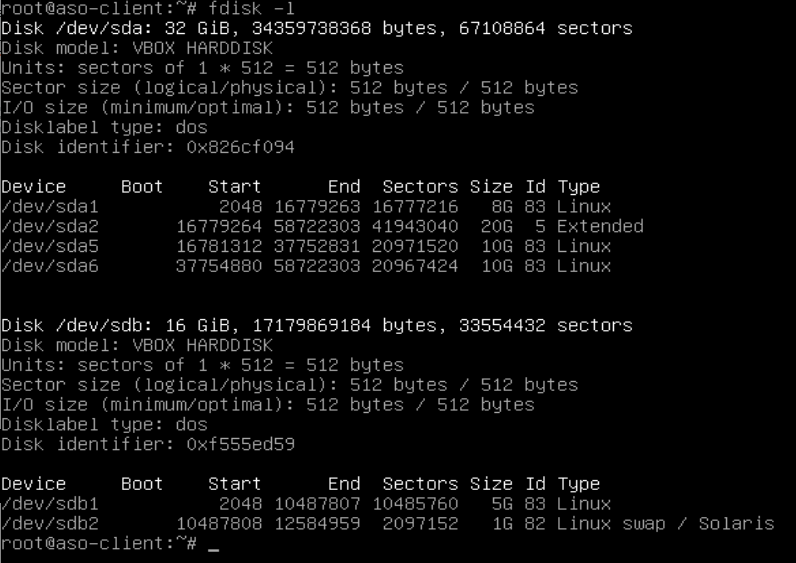 root@aso-client:~# fdisk -l
Disk /dev/sda: 32 GiB, 34359738368 bytes, 67108864 sectors
Disk model: VBOX HARDDISK
Units: sectors of 1 * 512 = 512 bytes
Sector size (logical/physical): 512 bytes / 512 bytes
I/O size (minimum/optimal): 512 bytes / 512 bytes
Disklabel type: dos
Disk identifier: 0x826cf094
Device     Boot    Start      End  Sectors Size Id Type
/dev/sda1           2048 16779263 16777216   8G 83 Linux
/dev/sda2       16779264 58722303 41943040  20G  5 Extended
/dev/sda5       16781312 37752831 20971520  10G 83 Linux
/dev/sda6       37754880 58722303 20967424  10G 83 Linux
Disk /dev/sdb: 16 GiB, 17179869184 bytes, 33554432 sectors
Disk model: VBOX HARDDISK
Units: sectors of 1 * 512 = 512 bytes
Sector size (logical/physical): 512 bytes / 512 bytes
I/O size (minimum/optimal): 512 bytes / 512 bytes
Disklabel type: dos
Disk identifier: 0xf555ed59
Device     Boot    Start      End  Sectors Size Id Type
/dev/sdb1           2048 10487807 10485760   5G 83 Linux
/dev/sdb2       10487808 12584959  2097152   1G 82 Linux swap / Solaris
root@aso-client:~# _